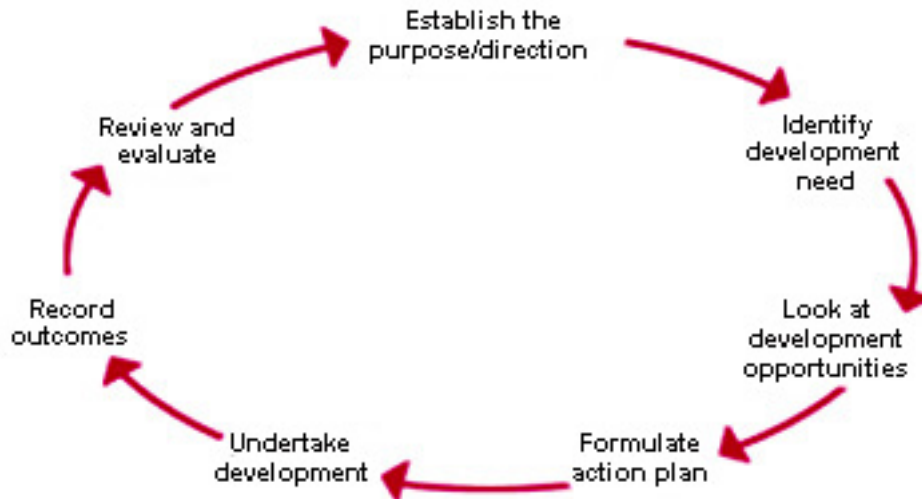 Establish the
purpose/direction
Identify
development
need
Look at
development
opportunities
Formulate
action plan
Undertake
development
Record
outcomes
Review and
evaluate